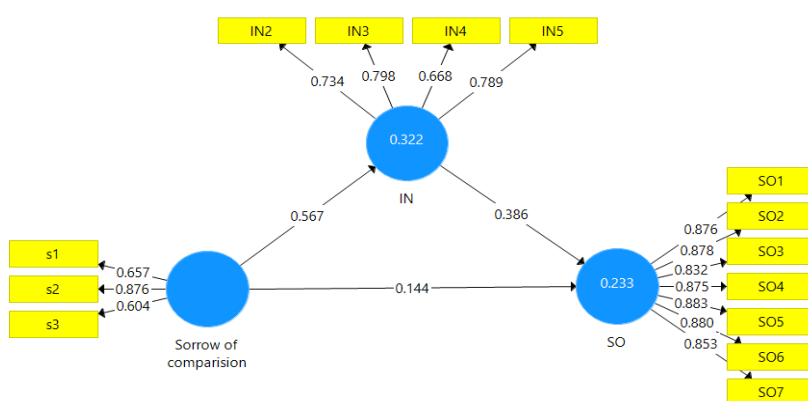 IN2 IN3 IN4 IN5
0.734 0.798 0.668 0.789
0.322
IN
0.567 0.386
s1
s2
s3
0.657
0.876
0.604
Sorrow of
comparision
0.144
0.233
SO
0.876
0.878
0.832
0.875
0.883
0.880
0.853
SO1
SO2
SO3
SO4
SO5
SO6
SO7